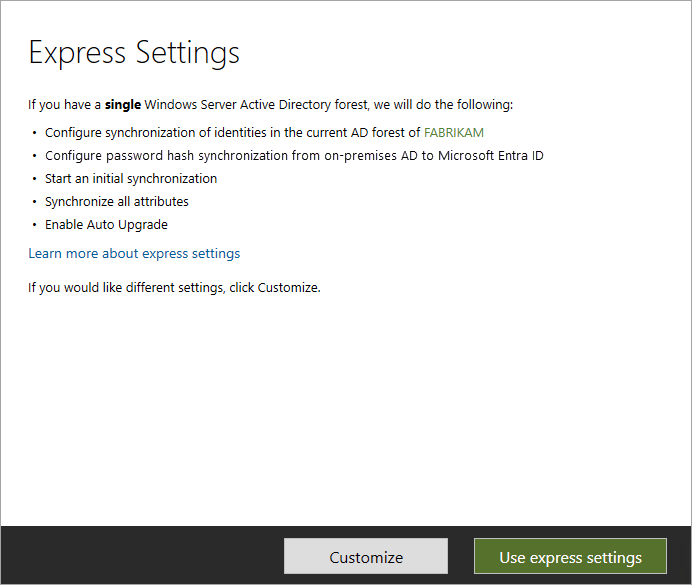 Express Settings
If you have a single Windows Server Active Directory forest, we will do the following:
• Configure synchronization of identities in the current AD forest of FABRIKAM
• Configure password hash synchronization from on-premises AD to Microsoft Entra ID
• Start an initial synchronization
• Synchronize all attributes
• Enable Auto Upgrade
Learn more about express settings
If you would like different settings, click Customize.
Customize
Use express settings